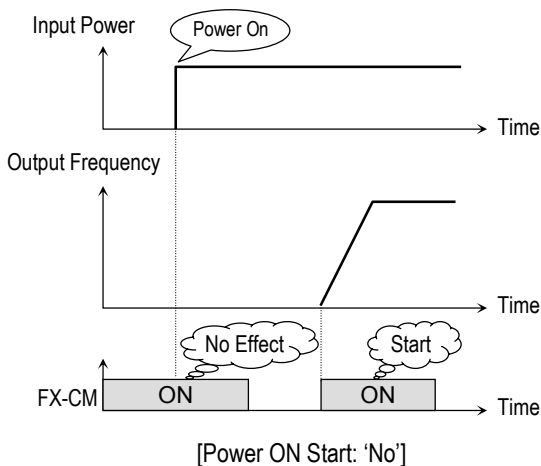 Input Power
Power On
Time
Output Frequency
Time
No Effect
Start
FX-CM
ON
ON
Time
[Power ON Start: ‘No’]